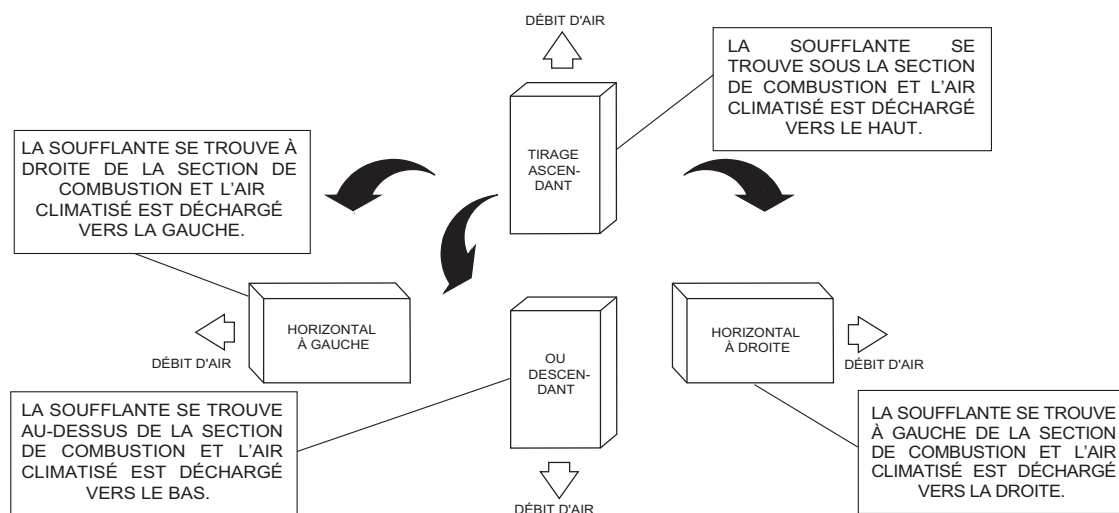 DÉBIT D'AIR
LA SOUFFLANTE SE
TROUVE SOUS LA SECTION
DE COMBUSTION ET L'AIR
CLIMATISÉ EST DÉCHARGÉ
VERS LE HAUT.
TIRAGE
ASCEN-
DANT
LA SOUFFLANTE SE TROUVE À
DROITE DE LA SECTION DE
COMBUSTION ET L'AIR
CLIMATISÉ EST DÉCHARGÉ
VERS LA GAUCHE.
HORIZONTAL
À GAUCHE
DÉBIT D'AIR
OU
DESCEN-
DANT
HORIZONTAL
À DROITE
DÉBIT D'AIR
LA SOUFFLANTE SE TROUVE
AU-DESSUS DE LA SECTION
DE COMBUSTION ET L'AIR
CLIMATISÉ EST DÉCHARGÉ
VERS LE BAS.
LA SOUFFLANTE SE TROUVE
À GAUCHE DE LA SECTION
DE COMBUSTION ET L'AIR
CLIMATISÉ EST DÉCHARGÉ
VERS LA DROITE.
DÉBIT D'AIR